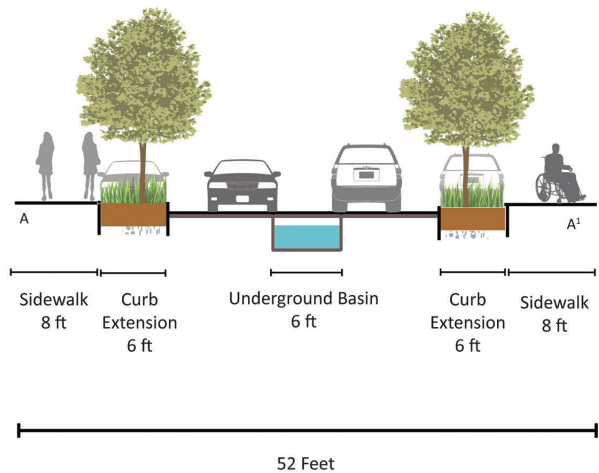 A
A¹
Sidewalk
8 ft
Curb
Extension
6 ft
Underground Basin
6 ft
Curb
Extension
6 ft
Sidewalk
8 ft
52 Feet